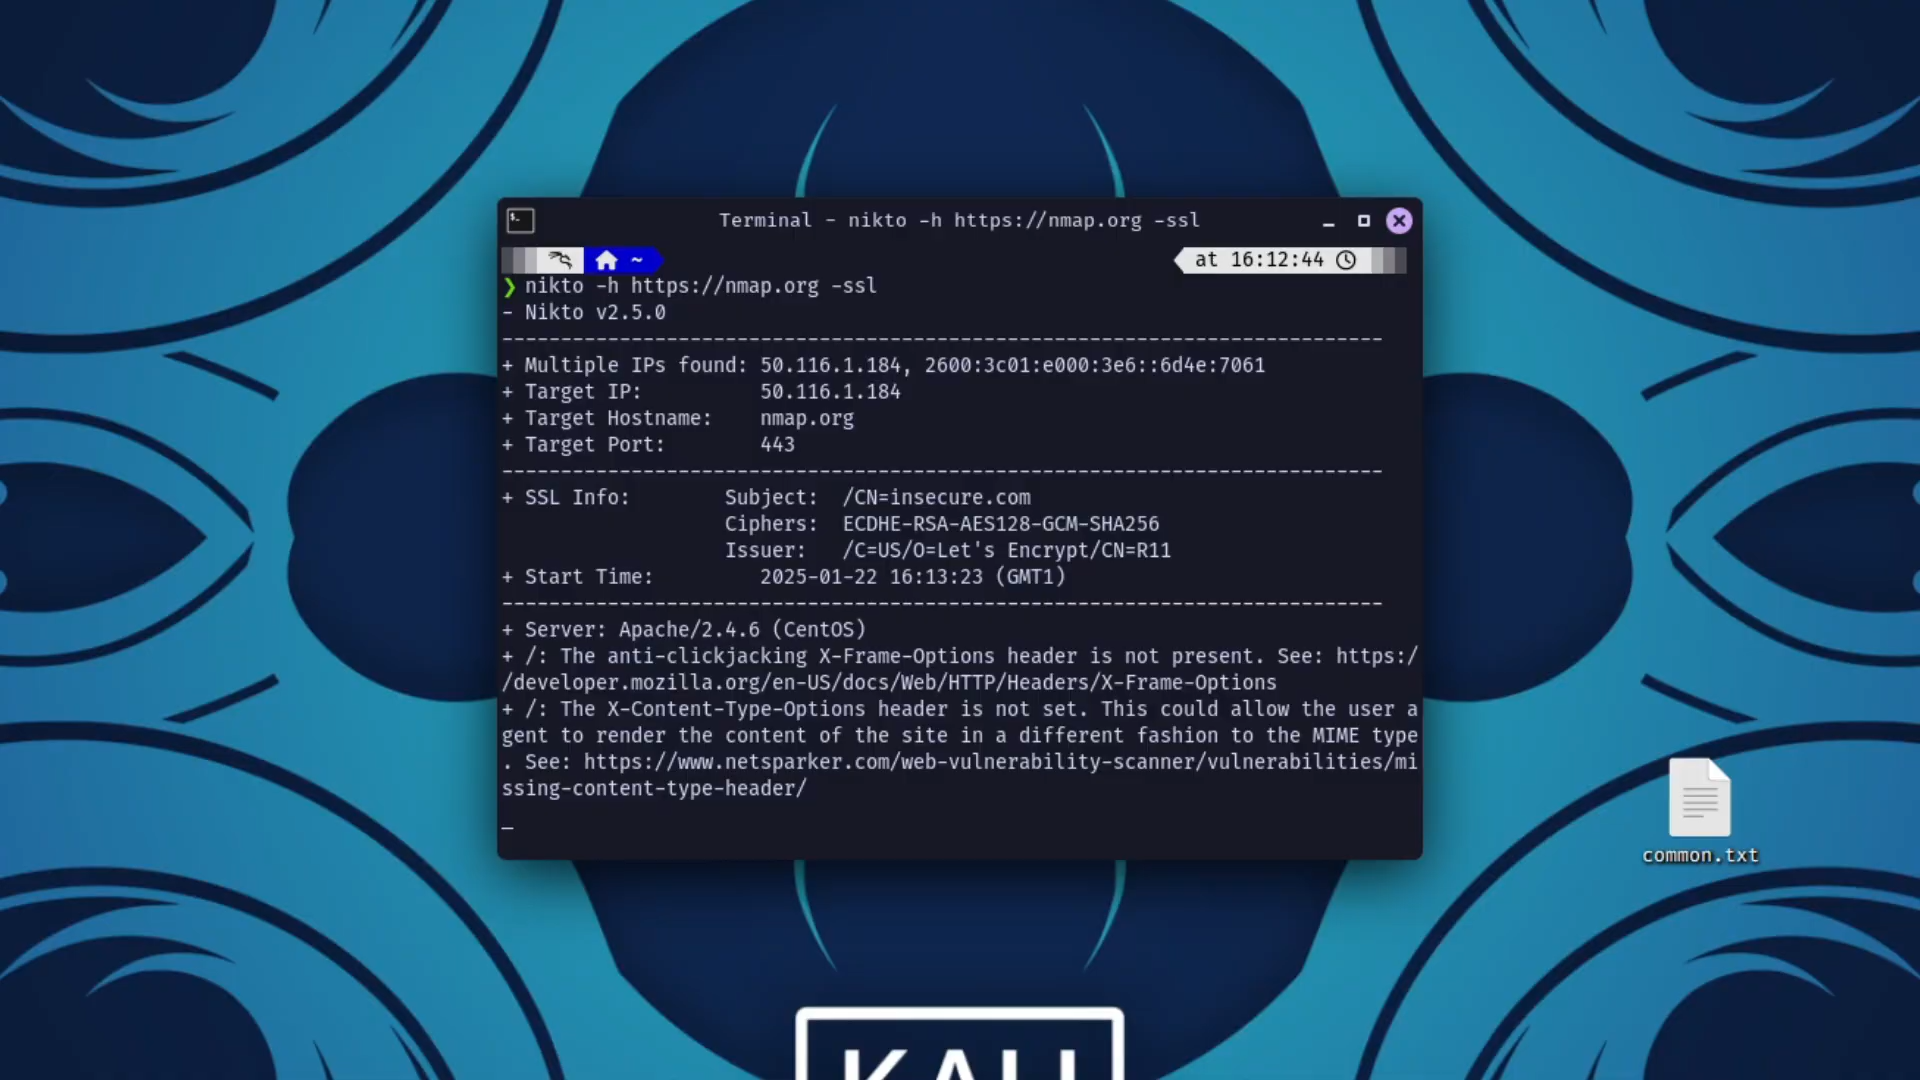 Terminal - nikto -h https://nmap.org -ssl
~ at 16:12:44
❯ nikto -h https://nmap.org -ssl
- Nikto v2.5.0
---------------------------------------------------------------------------
+ Multiple IPs found: 50.116.1.184, 2600:3c01:e000:3e6::6d4e:7061
+ Target IP: 50.116.1.184
+ Target Hostname: nmap.org
+ Target Port: 443
---------------------------------------------------------------------------
+ SSL Info: Subject: /CN=insecure.com
Ciphers: ECDHE-RSA-AES128-GCM-SHA256
Issuer: /C=US/O=Let's Encrypt/CN=R11
+ Start Time: 2025-01-22 16:13:23 (GMT1)
---------------------------------------------------------------------------
+ Server: Apache/2.4.6 (CentOS)
+ /: The anti-clickjacking X-Frame-Options header is not present. See: https:/
/developer.mozilla.org/en-US/docs/Web/HTTP/Headers/X-Frame-Options
+ /: The X-Content-Type-Options header is not set. This could allow the user a
gent to render the content of the site in a different fashion to the MIME type
. See: https://www.netsparker.com/web-vulnerability-scanner/vulnerabilities/mi
ssing-content-type-header/
common.txt
KALI